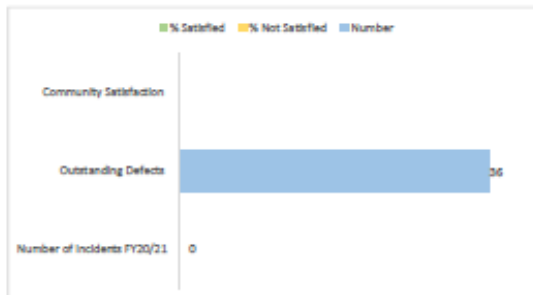 % Satisfied % Not Satisfied Number
Community Satisfaction
Outstanding Defects 36
Number of Incidents FY20/21 0